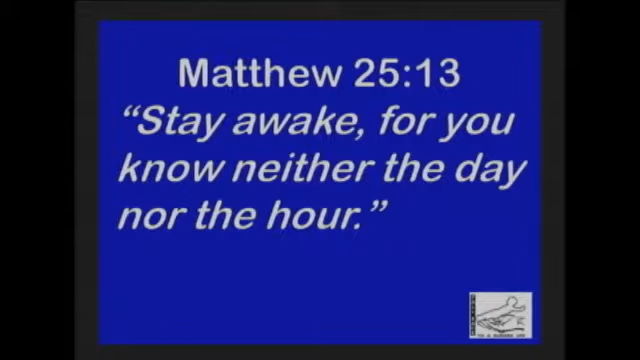 Matthew 25:13
“Stay awake, for you
know neither the day
nor the hour.”